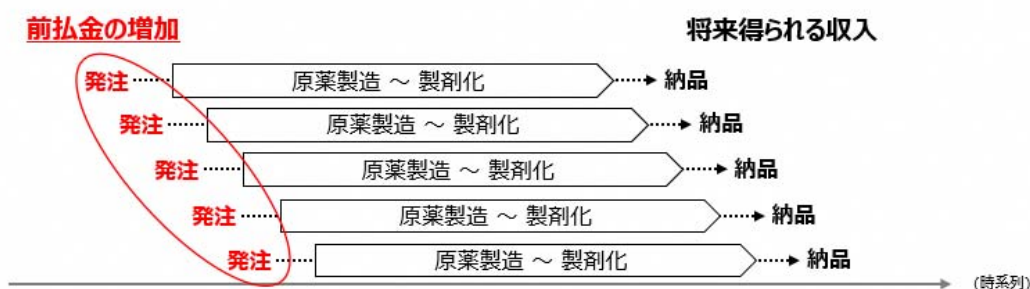 前払金の増加
将来得られる収入
発注 原薬製造 ～ 製剤化 納品
発注 原薬製造 ～ 製剤化 納品
発注 原薬製造 ～ 製剤化 納品
発注 原薬製造 ～ 製剤化 納品
発注 原薬製造 ～ 製剤化 納品
(時系列)